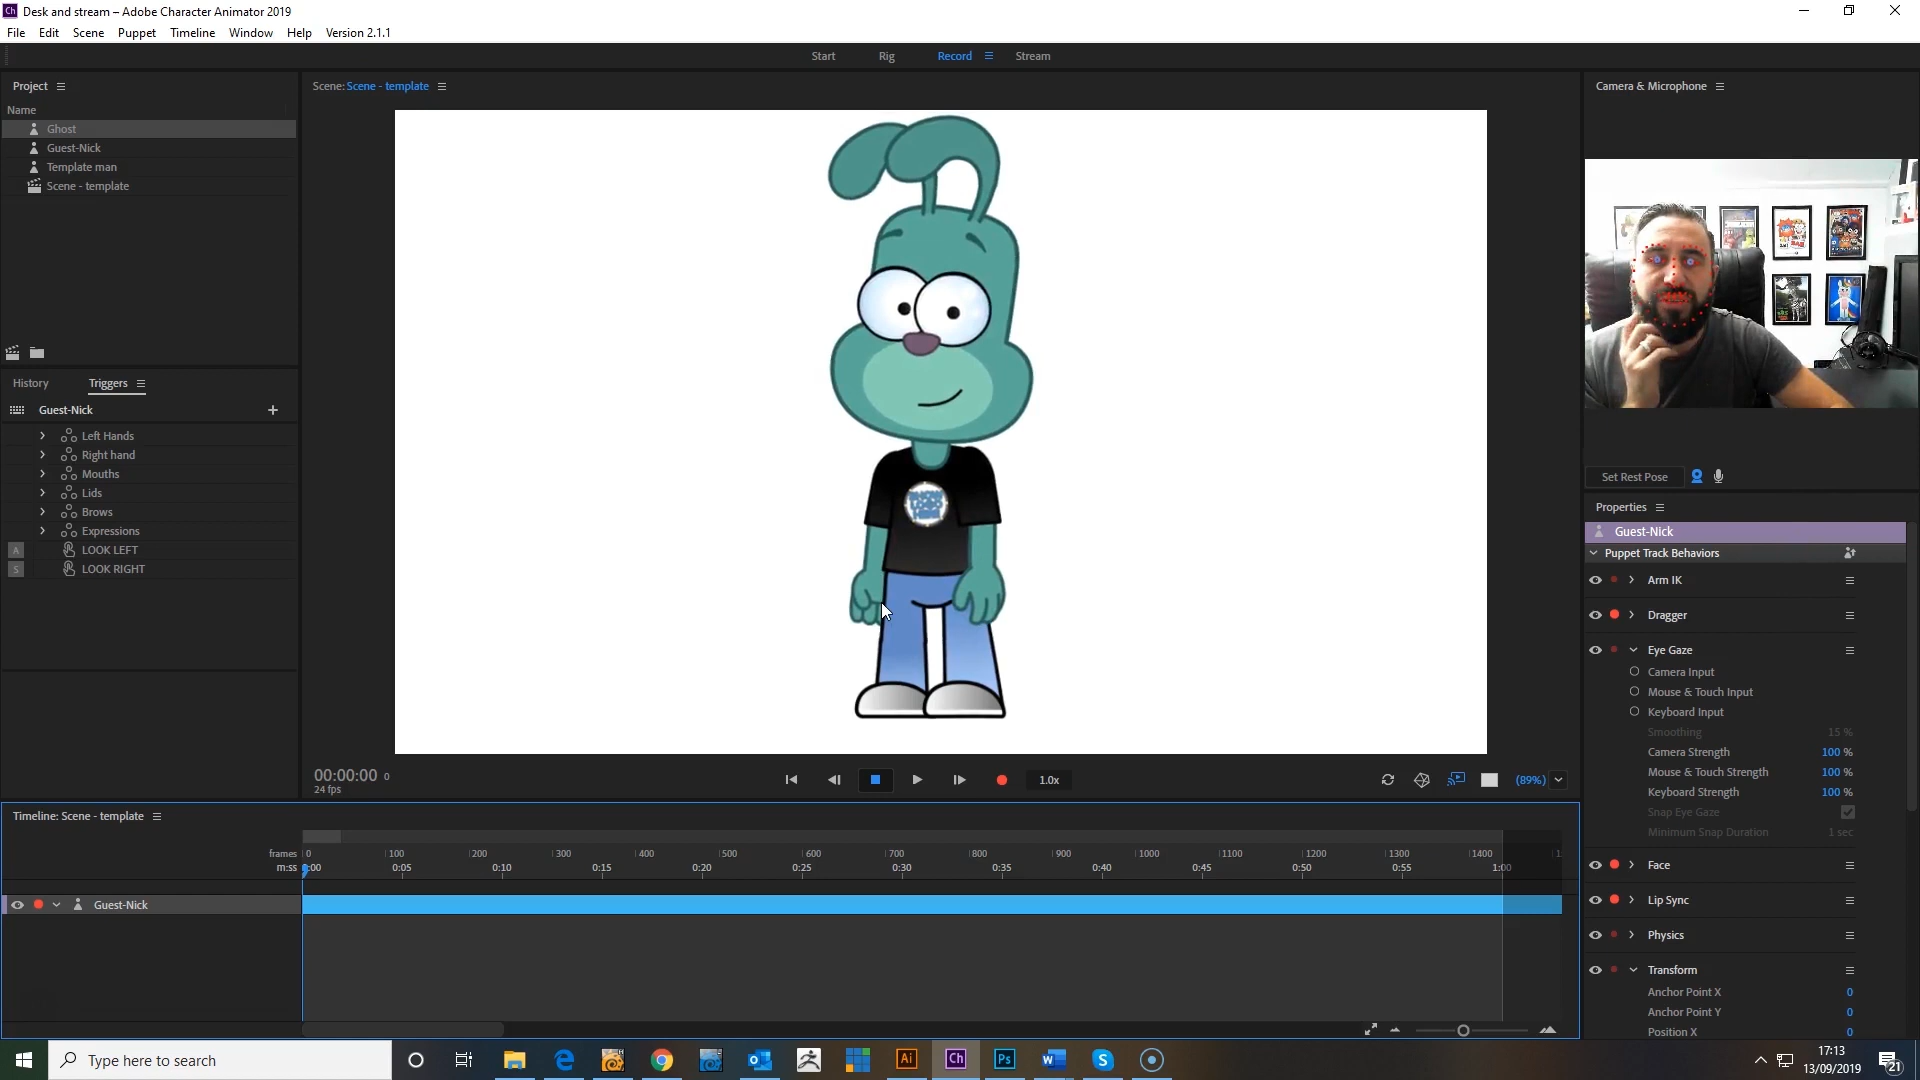 Ch Desk and stream – Adobe Character Animator 2019
File Edit Scene Puppet Timeline Window Help Version 2.1.1
Start Rig Record Stream
Project
Name
Ghost
Guest-Nick
Template man
Scene - template
History Triggers
Guest-Nick
Left Hands
Right hand
Mouths
Lids
Brows
Expressions
A LOOK LEFT
S LOOK RIGHT
Scene: Scene - template
00:00:00 0
24 fps
1.0x
(89%)
Camera & Microphone
Set Rest Pose
Properties
Guest-Nick
Puppet Track Behaviors
Arm IK
Dragger
Eye Gaze
Camera Input
Mouse & Touch Input
Keyboard Input
Smoothing 15 %
Camera Strength 100 %
Mouse & Touch Strength 100 %
Keyboard Strength 100 %
Snap Eye Gaze
Minimum Snap Duration 1 sec
Face
Lip Sync
Physics
Transform
Anchor Point X 0
Anchor Point Y 0
Position X 0
Timeline: Scene - template
frames 0 100 200 300 400 500 600 700 800 900 1000 1100 1200 1300 1400
m:ss 0:00 0:05 0:10 0:15 0:20 0:25 0:30 0:35 0:40 0:45 0:50 0:55 1:00
Guest-Nick
Type here to search
Ai Ch Ps
17:13
13/09/2019
21